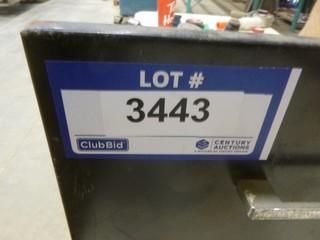 LOT #
3443
ClubBid
CENTURY
AUCTIONS